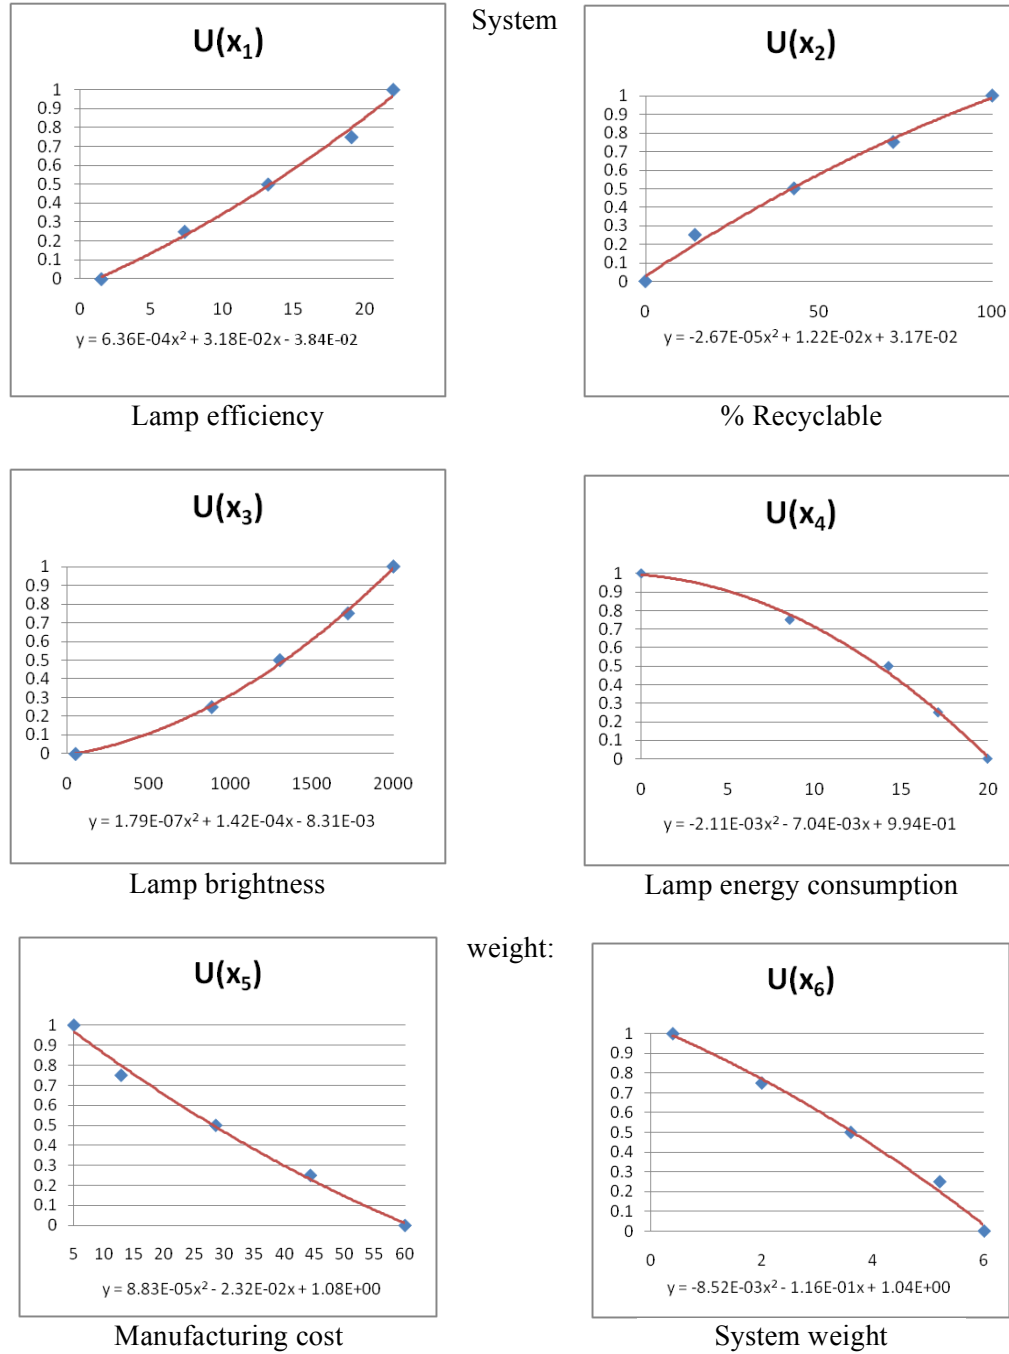 System
U(x₁)
1
0.9
0.8
0.7
0.6
0.5
0.4
0.3
0.2
0.1
0
0 5 10 15 20
y = 6.36E-04x² + 3.18E-02x - 3.84E-02
Lamp efficiency
U(x₂)
1
0.9
0.8
0.7
0.6
0.5
0.4
0.3
0.2
0.1
0
0 50 100
y = -2.67E-05x² + 1.22E-02x + 3.17E-02
% Recyclable
U(x₃)
1
0.9
0.8
0.7
0.6
0.5
0.4
0.3
0.2
0.1
0
0 500 1000 1500 2000
y = 1.79E-07x² + 1.42E-04x - 8.31E-03
Lamp brightness
U(x₄)
1
0.9
0.8
0.7
0.6
0.5
0.4
0.3
0.2
0.1
0
0 5 10 15 20
y = -2.11E-03x² - 7.04E-03x + 9.94E-01
Lamp energy consumption
weight:
U(x₅)
1
0.9
0.8
0.7
0.6
0.5
0.4
0.3
0.2
0.1
0
5 10 15 20 25 30 35 40 45 50 55 60
y = 8.83E-05x² - 2.32E-02x + 1.08E+00
Manufacturing cost
U(x₆)
1
0.9
0.8
0.7
0.6
0.5
0.4
0.3
0.2
0.1
0
0 2 4 6
y = -8.52E-03x² - 1.16E-01x + 1.04E+00
System weight